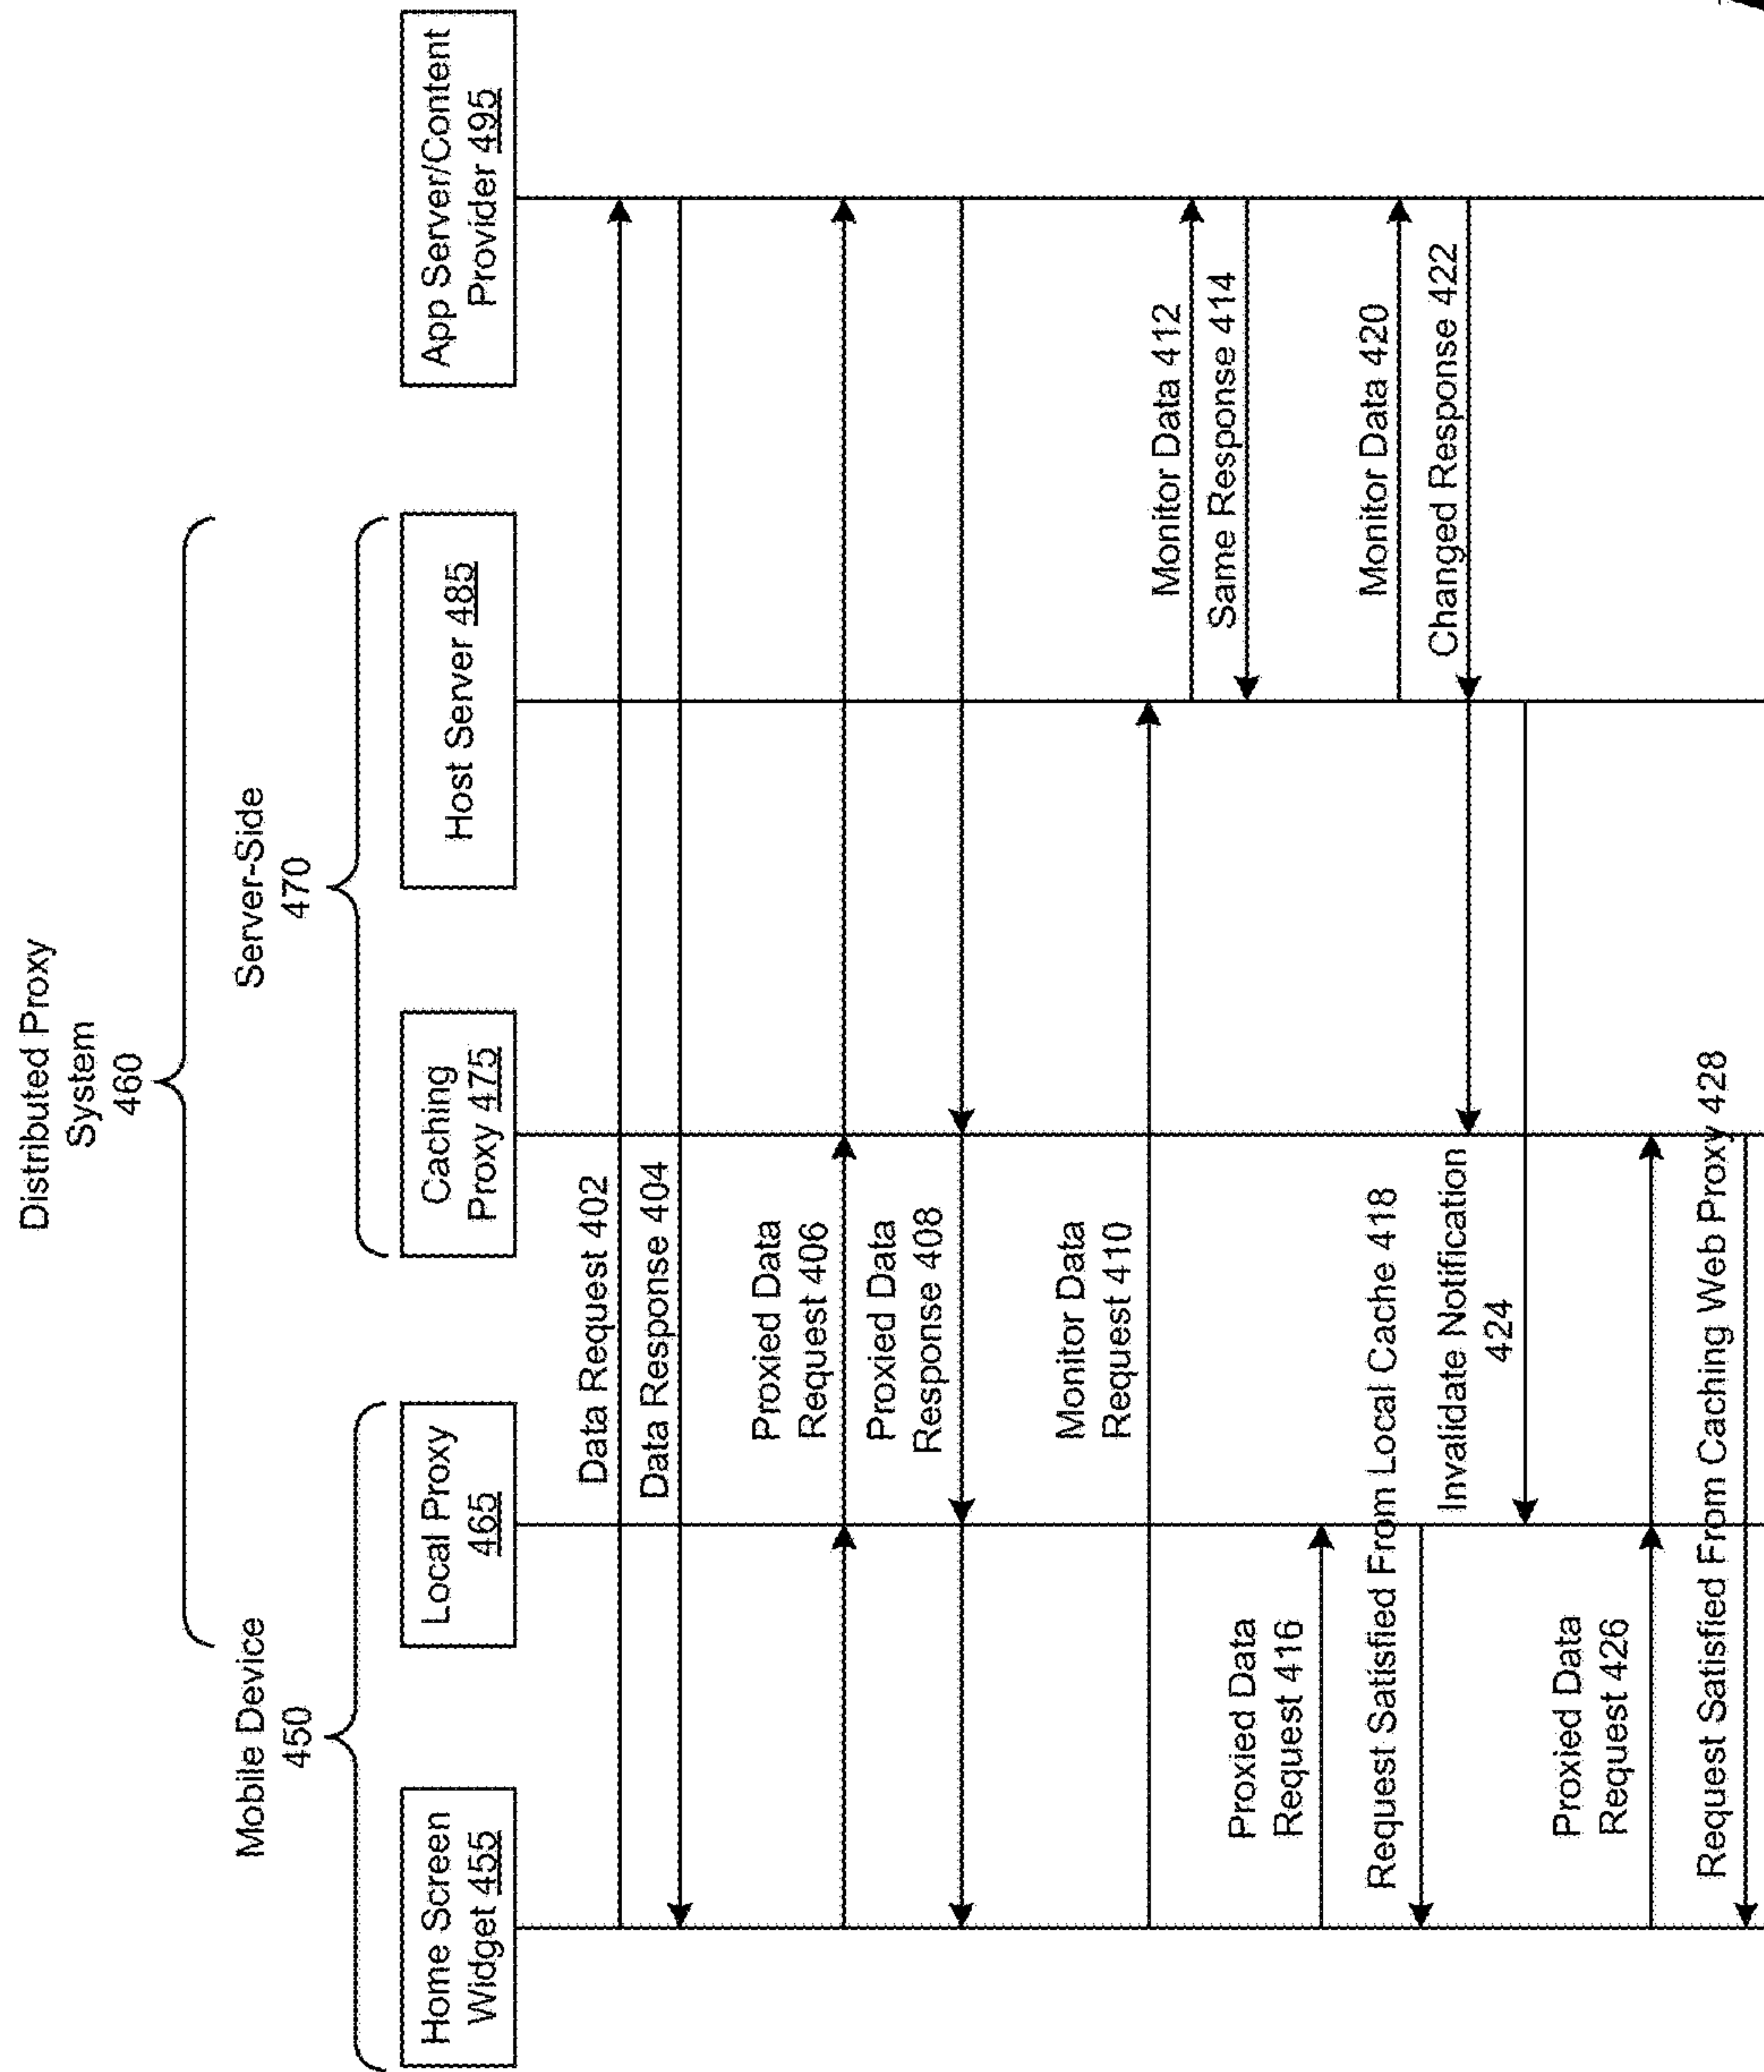 Distributed Proxy
System
460
Mobile Device
450
Server-Side
470
Home Screen
Widget 455
Local Proxy
465
Caching
Proxy 475
Host Server 485
App Server/Content
Provider 495
Data Request 402
Data Response 404
Proxied Data
Request 406
Proxied Data
Response 408
Monitor Data
Request 410
Monitor Data 412
Same Response 414
Proxied Data
Request 416
Request Satisfied From Local Cache 418
Monitor Data 420
Changed Response 422
Invalidate Notification
424
Proxied Data
Request 426
Request Satisfied From Caching Web Proxy 428